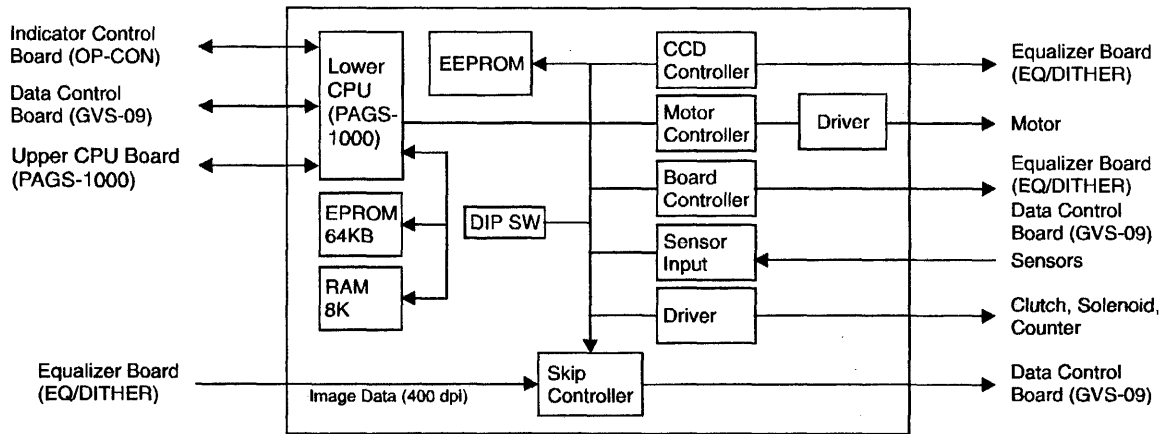 Indicator Control
Board (OP-CON)
Data Control
Board (GVS-09)
Upper CPU Board
(PAGS-1000)
Equalizer Board
(EQ/DITHER)
Lower
CPU
(PAGS-
1000)
EPROM
64KB
RAM
8K
EEPROM
DIP SW
Image Data (400 dpi)
CCD
Controller
Motor
Controller
Driver
Board
Controller
Sensor
Input
Driver
Skip
Controller
Equalizer Board
(EQ/DITHER)
Motor
Equalizer Board
(EQ/DITHER)
Data Control
Board (GVS-09)
Sensors
Clutch, Solenoid,
Counter
Data Control
Board (GVS-09)